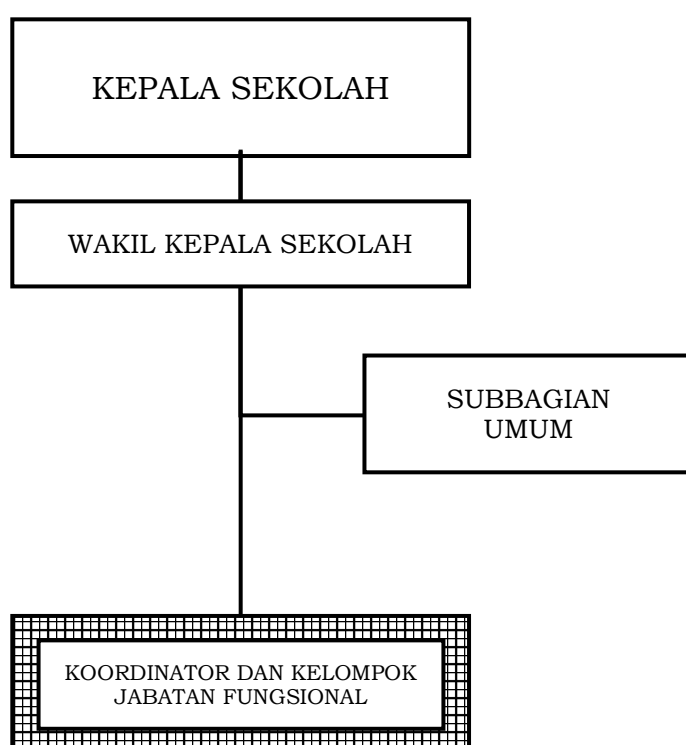 KEPALA SEKOLAH
WAKIL KEPALA SEKOLAH
SUBBAGIAN
UMUM
KOORDINATOR DAN KELOMPOK
JABATAN FUNGSIONAL